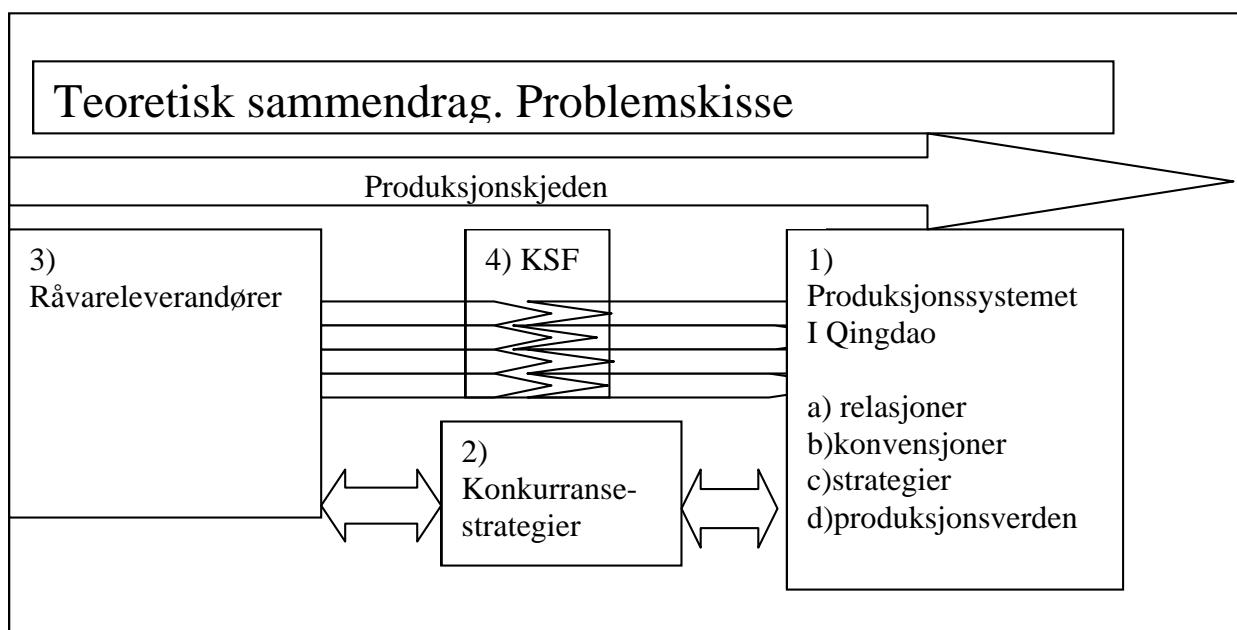 Teoretisk sammendrag. Problemskisse
Produksjonskjeden
3)
Råvareleverandører
4) KSF
1)
Produksjonssystemet
I Qingdao
a) relasjoner
b)konvensjoner
c)strategier
d)produksjonsverden
2)
Konkurranse-
strategier